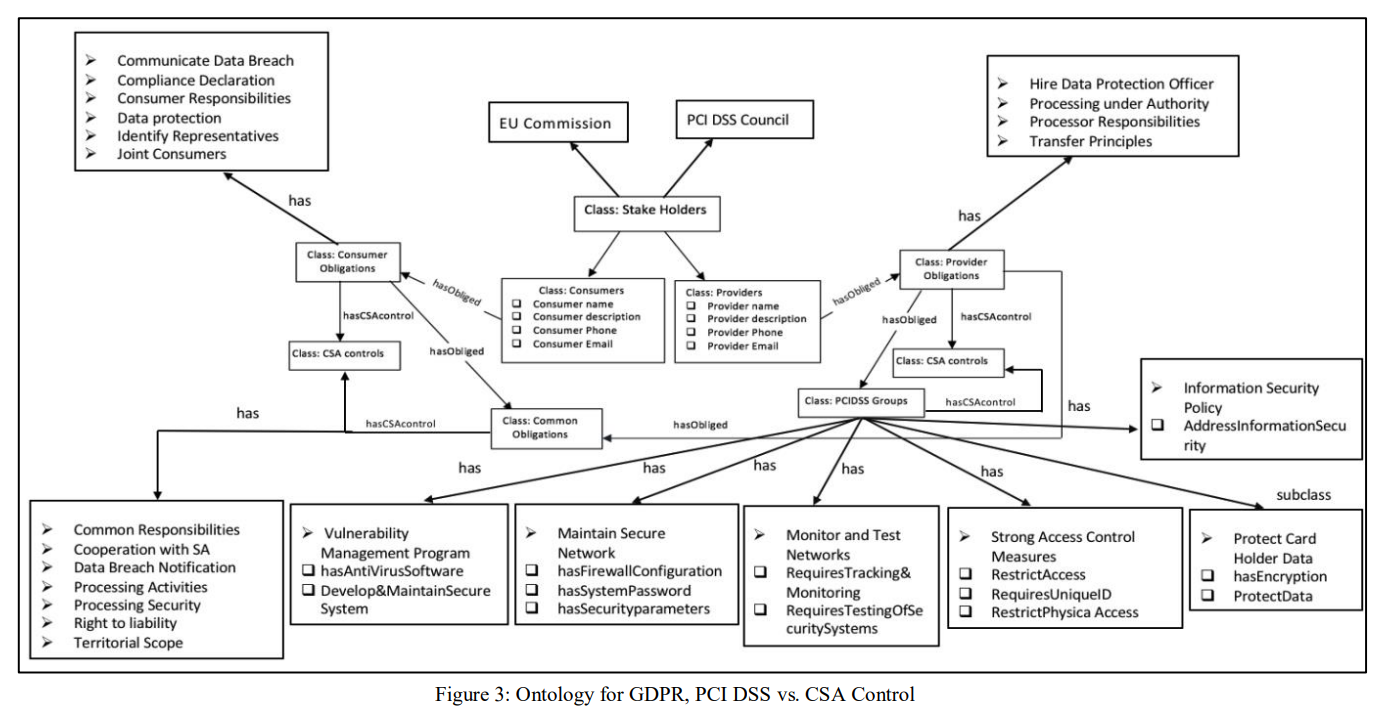 ➢ Communicate Data Breach
➢ Compliance Declaration
➢ Consumer Responsibilities
➢ Data protection
➢ Identify Representatives
➢ Joint Consumers
EU Commission
PCI DSS Council
➢ Hire Data Protection Officer
➢ Processing under Authority
➢ Processor Responsibilities
➢ Transfer Principles
has
Class: Stake Holders
has
Class: Consumer
Obligations
hasObliged
Class: Consumers
❑ Consumer name
❑ Consumer description
❑ Consumer Phone
❑ Consumer Email
Class: Providers
❑ Provider name
❑ Provider description
❑ Provider Phone
❑ Provider Email
hasObliged
Class: Provider
Obligations
hasCSAcontrol
hasObliged
Class: CSA controls
hasObliged
hasCSAcontrol
Class: CSA controls
Class: PCIDSS Groups
hasCSAcontrol
has
➢ Information Security
Policy
❑ AddressInformationSecu
rity
has
hasCSAcontrol
Class: Common
Obligations
hasObliged
has
has
has
has
has
subclass
➢ Common Responsibilities
➢ Cooperation with SA
➢ Data Breach Notification
➢ Processing Activities
➢ Processing Security
➢ Right to liability
➢ Territorial Scope
➢ Vulnerability
Management Program
❑ hasAntiVirusSoftware
❑ Develop&MaintainSecure
System
➢ Maintain Secure
Network
❑ hasFirewallConfiguration
❑ hasSystemPassword
❑ hasSecurityparameters
➢ Monitor and Test
Networks
❑ RequiresTracking&
Monitoring
❑ RequiresTestingOfSe
curitySystems
➢ Strong Access Control
Measures
❑ RestrictAccess
❑ RequiresUniqueID
❑ RestrictPhysica Access
➢ Protect Card
Holder Data
❑ hasEncryption
❑ ProtectData
Figure 3: Ontology for GDPR, PCI DSS vs. CSA Control